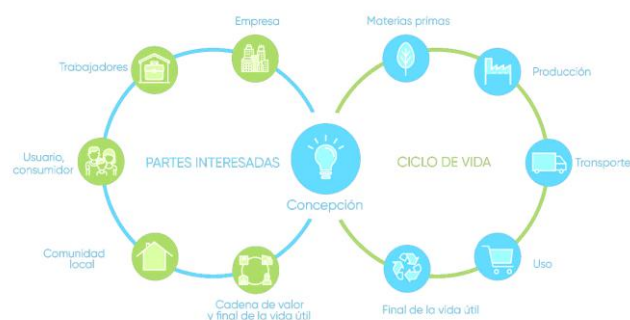 Empresa
Trabajadores
Usuario,
consumidor
PARTES INTERESADAS
Comunidad
local
Cadena de valor
y final de la vida útil
Concepción
Materias primas
Producción
CICLO DE VIDA
Transporte
Uso
Final de la vida útil